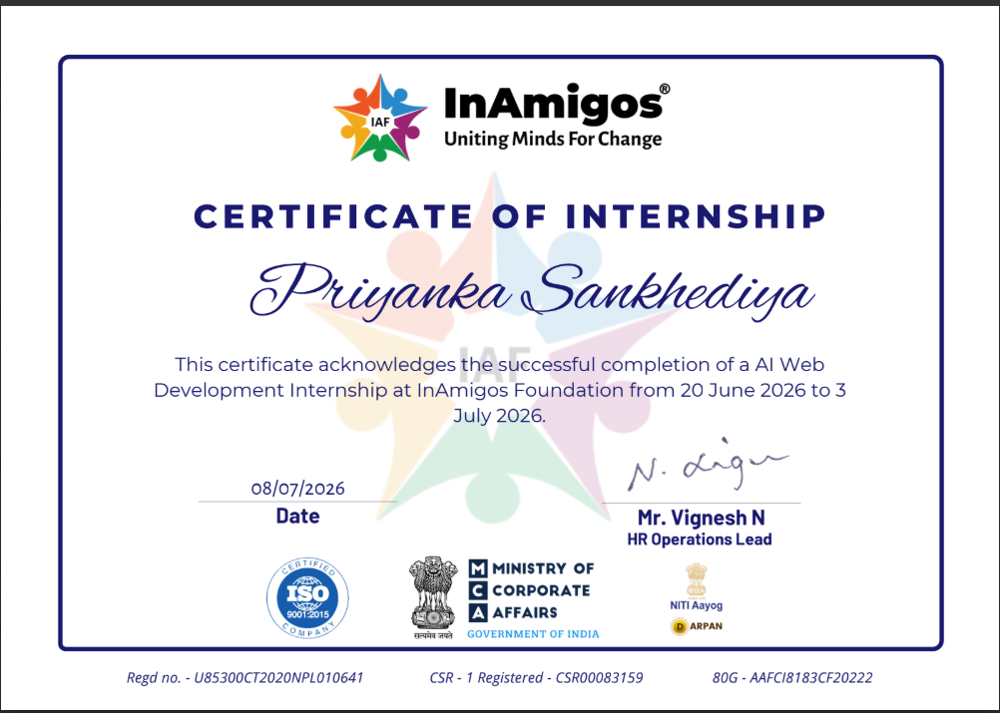 IAF
InAmigos®
Uniting Minds For Change
CERTIFICATE OF INTERNSHIP
Priyanka Sankhediya
IAF
This certificate acknowledges the successful completion of a AI Web
Development Internship at InAmigos Foundation from 20 June 2026 to 3
July 2026.
N. Vign
08/07/2026
Date
Mr. Vignesh N
HR Operations Lead
CERTIFIED
ISO
9001:2015
COMPANY
सत्यमेव जयते
M MINISTRY OF
C CORPORATE
A AFFAIRS
GOVERNMENT OF INDIA
NITI Aayog
D ARPAN
Regd no. - U85300CT2020NPL010641
CSR - 1 Registered - CSR00083159
80G - AAFCI8183CF20222